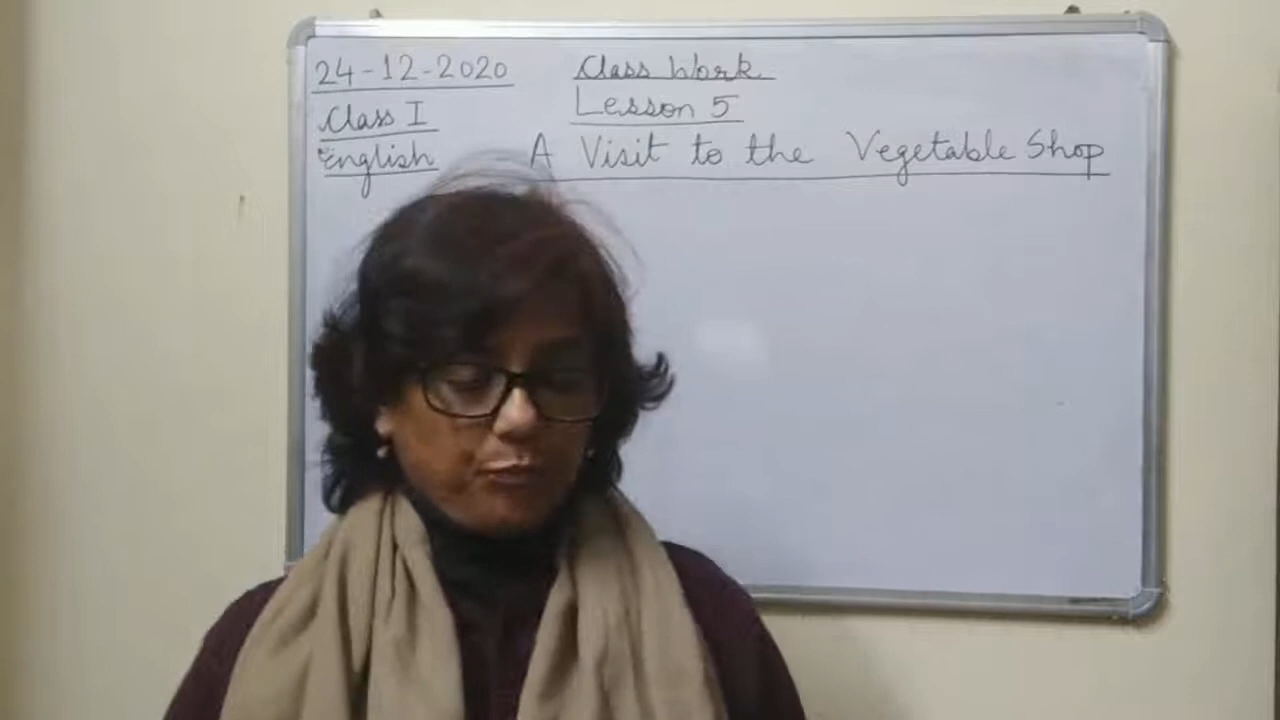 24-12-2020 Class Work
Class I Lesson 5
English A Visit to the Vegetable Shop